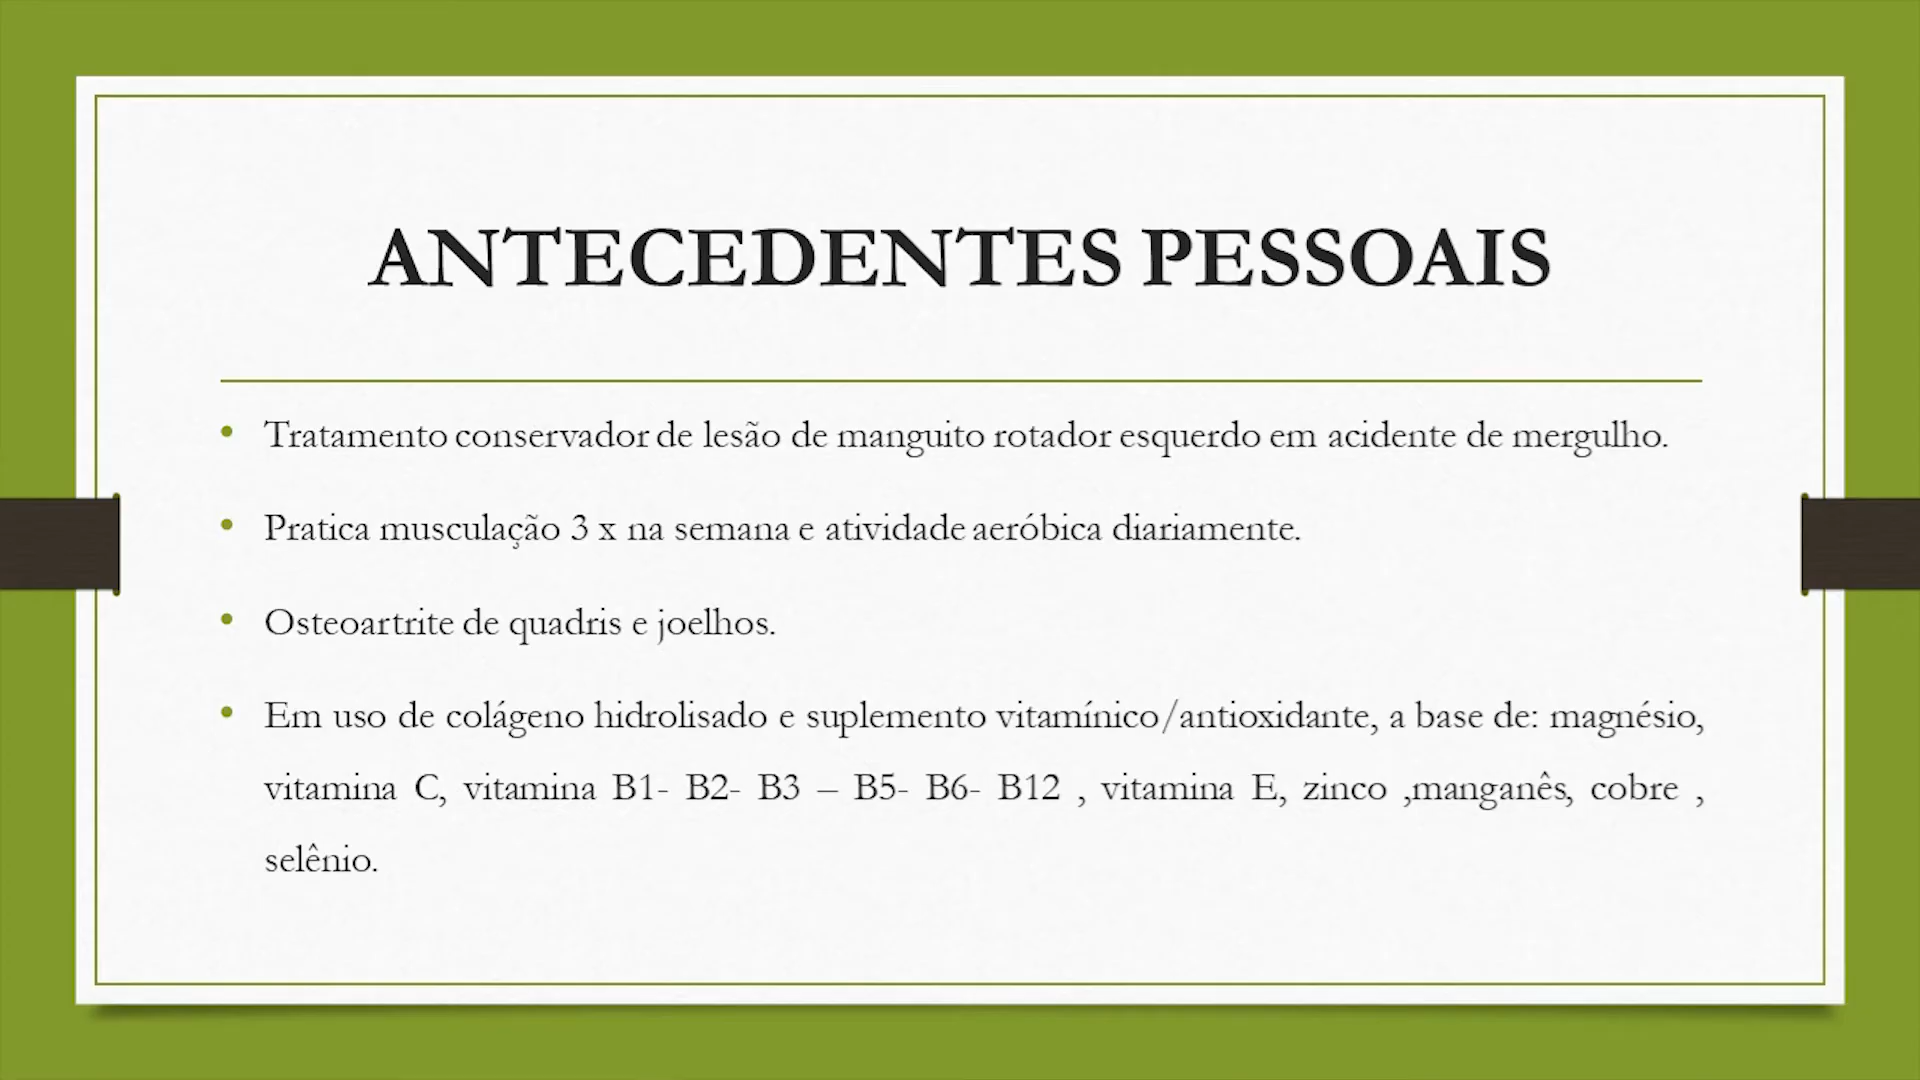 ANTECEDENTES PESSOAIS
• Tratamento conservador de lesão de manguito rotador esquerdo em acidente de mergulho.
• Pratica musculação 3 x na semana e atividade aeróbica diariamente.
• Osteoartrite de quadris e joelhos.
• Em uso de colágeno hidrolisado e suplemento vitamínico/antioxidante, a base de: magnésio,
vitamina C, vitamina B1- B2- B3 – B5- B6- B12 , vitamina E, zinco ,manganês, cobre ,
selênio.